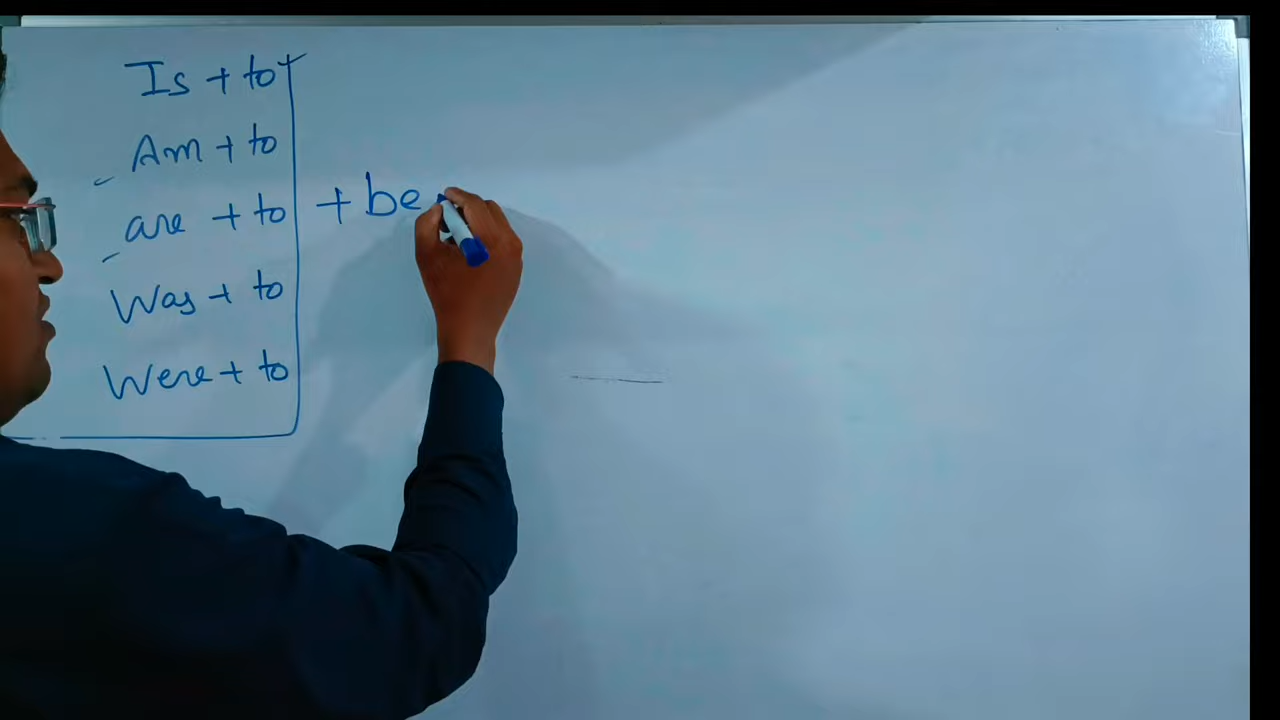 Is + to
Am + to
are + to + be
Was + to
Were + to